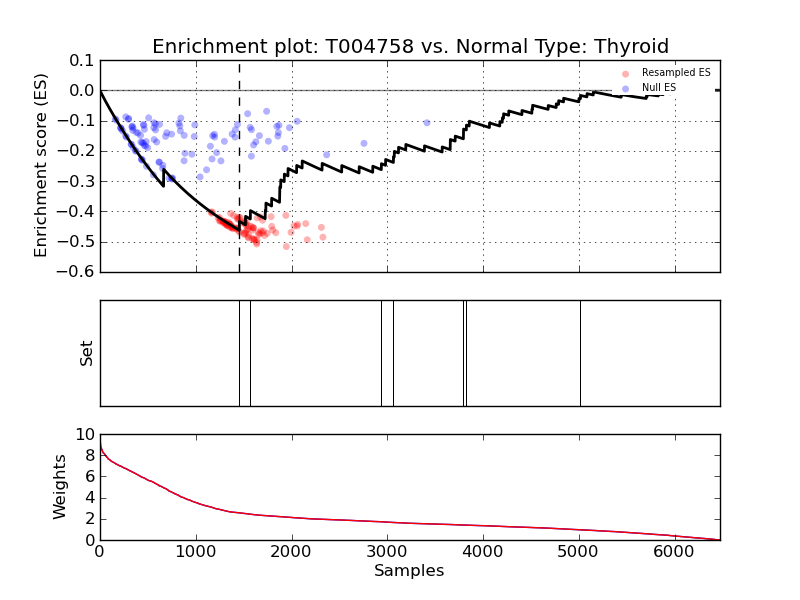 Enrichment plot: T004758 vs. Normal Type: Thyroid
Enrichment score (ES)
0.1
0.0
−0.1
−0.2
−0.3
−0.4
−0.5
−0.6
Resampled ES
Null ES
Set
Weights
10
8
6
4
2
0
0 1000 2000 3000 4000 5000 6000
Samples